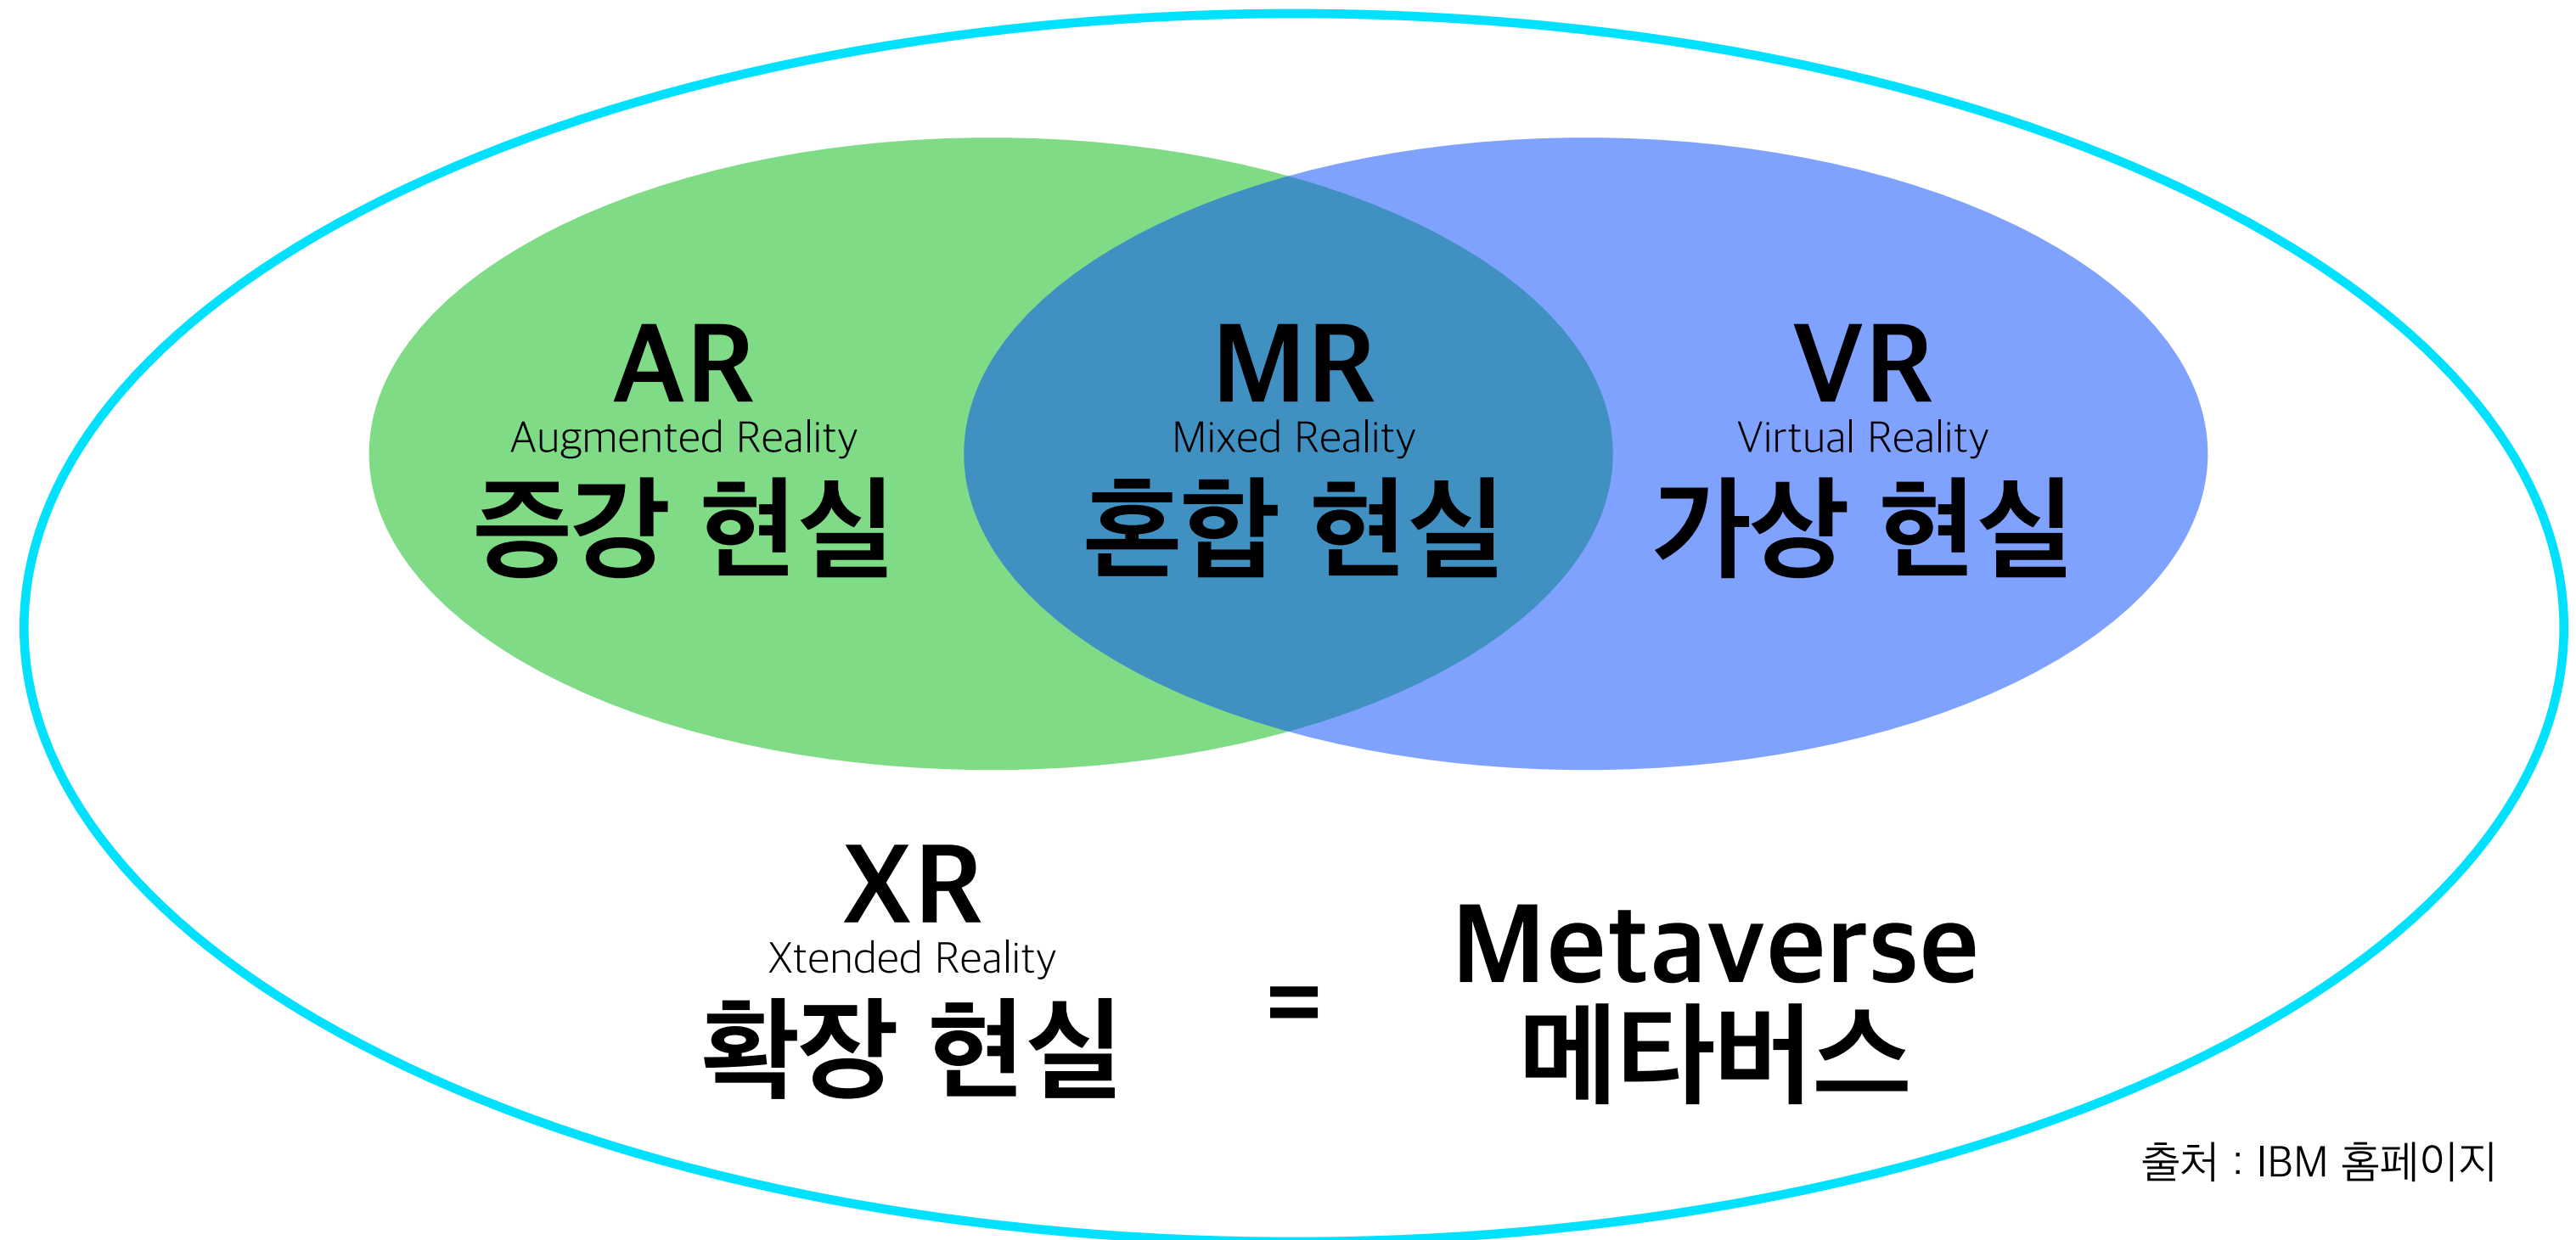 AR
Augmented Reality
증강 현실
MR
Mixed Reality
혼합 현실
VR
Virtual Reality
가상 현실
XR
Xtended Reality
확장 현실
=
Metaverse
메타버스
출처 : IBM 홈페이지